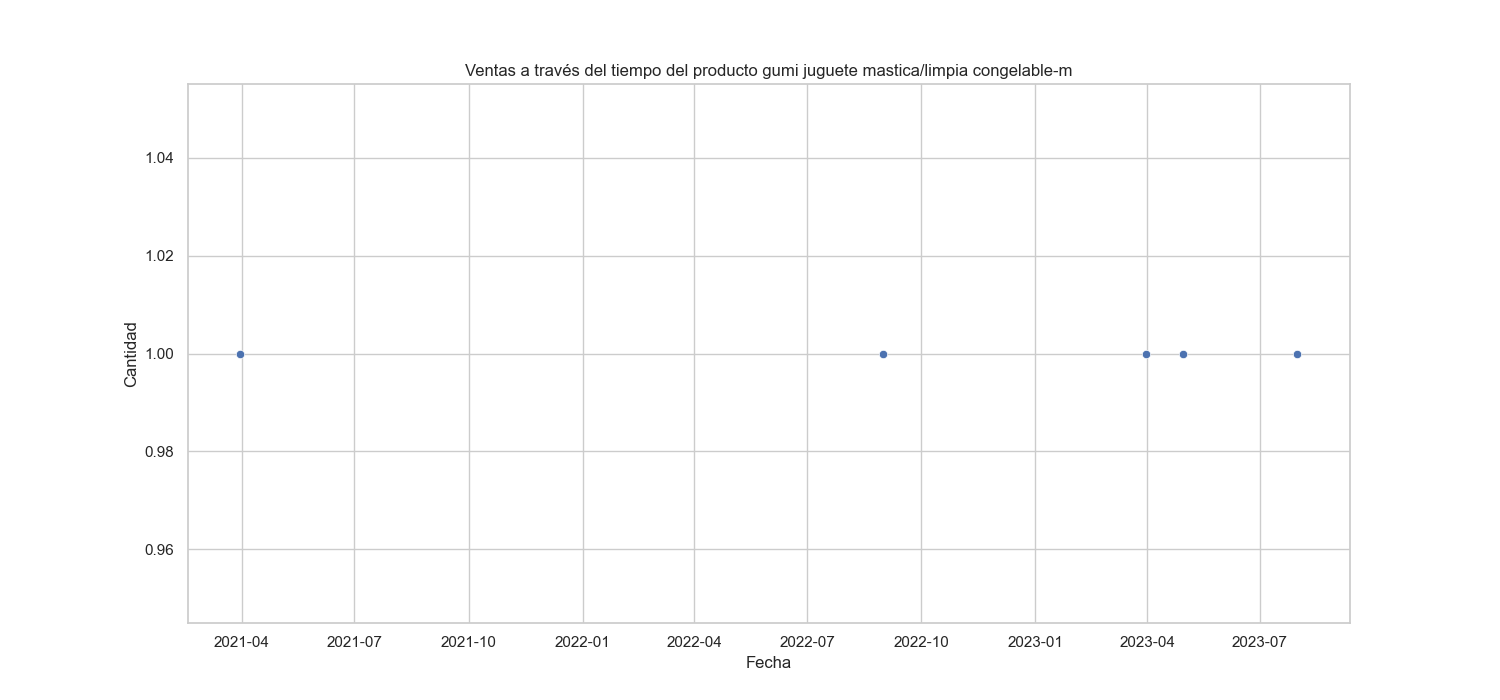 Ventas a través del tiempo del producto gumi juguete mastica/limpia congelable-m
1.04
1.02
1.00
0.98
0.96
Cantidad
2021-04 2021-07 2021-10 2022-01 2022-04 2022-07 2022-10 2023-01 2023-04 2023-07
Fecha